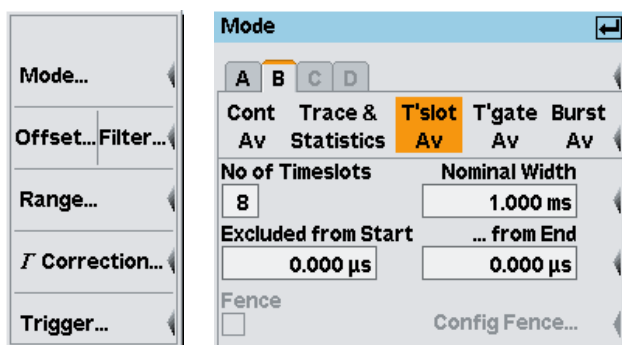 Mode...
Offset... Filter...
Range...
Γ Correction...
Trigger...
Mode
A B C D
Cont Av Trace & Statistics T'slot Av T'gate Av Burst Av
No of Timeslots Nominal Width
8 1.000 ms
Excluded from Start ... from End
0.000 µs 0.000 µs
Fence
Config Fence...